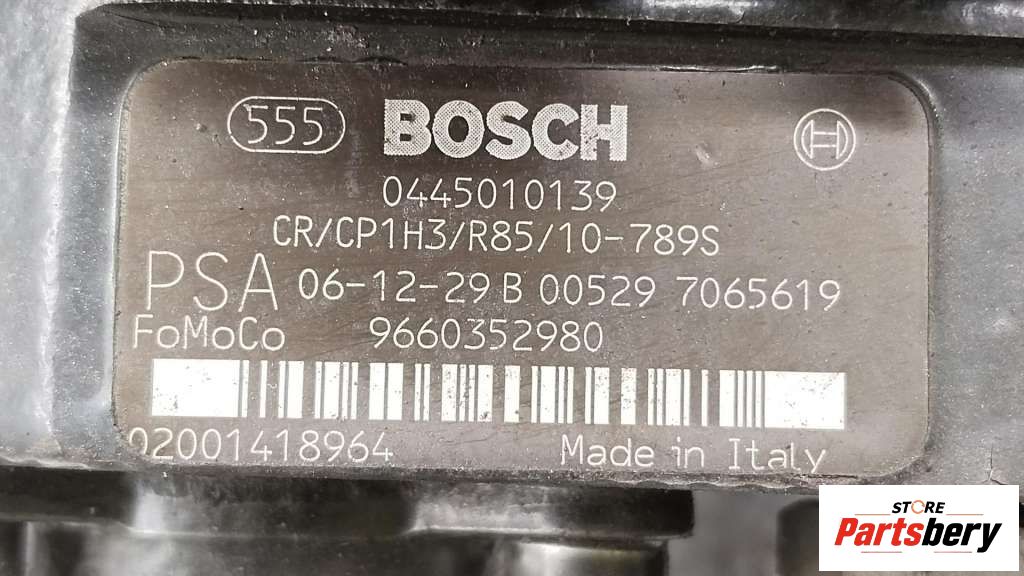 555 BOSCH
0445010139
CR/CP1H3/R85/10-789S
PSA 06-12-29 B 00529 7065619
FoMoCo 9660352980
02001418964 Made in Italy
STORE
Partsbery